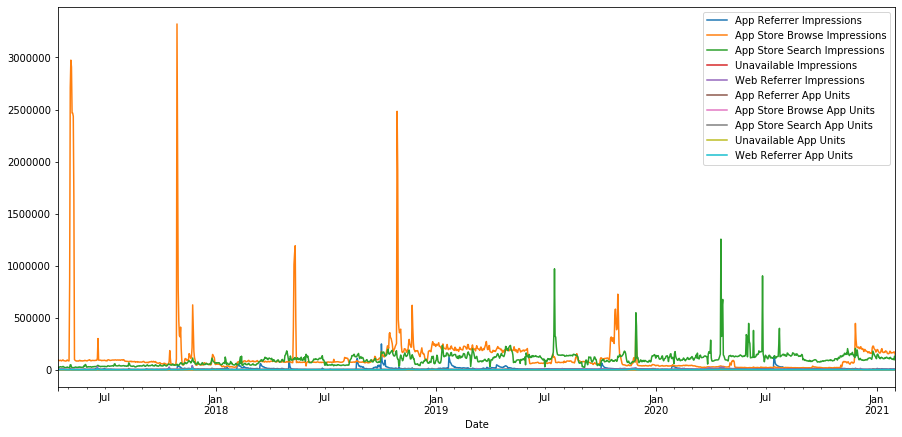 App Referrer Impressions
App Store Browse Impressions
App Store Search Impressions
Unavailable Impressions
Web Referrer Impressions
App Referrer App Units
App Store Browse App Units
App Store Search App Units
Unavailable App Units
Web Referrer App Units
3000000
2500000
2000000
1500000
1000000
500000
0
Jul Jan Jul Jan Jul Jan Jul Jan
2018 2019 2020 2021
Date